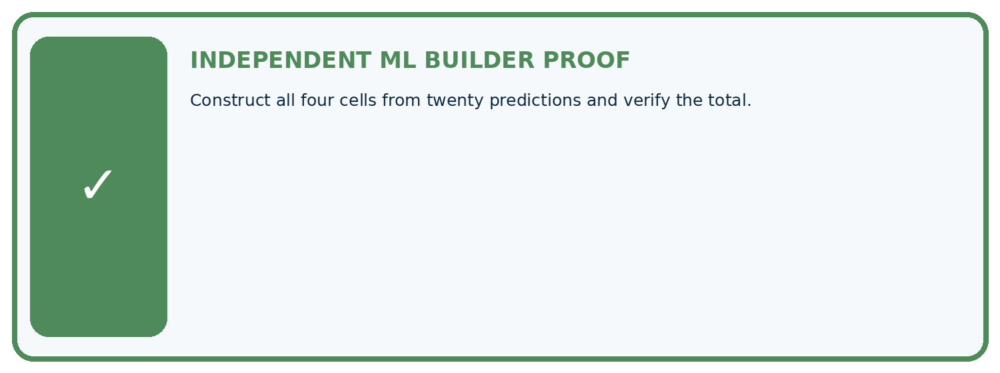 INDEPENDENT ML BUILDER PROOF
Construct all four cells from twenty predictions and verify the total.
✓